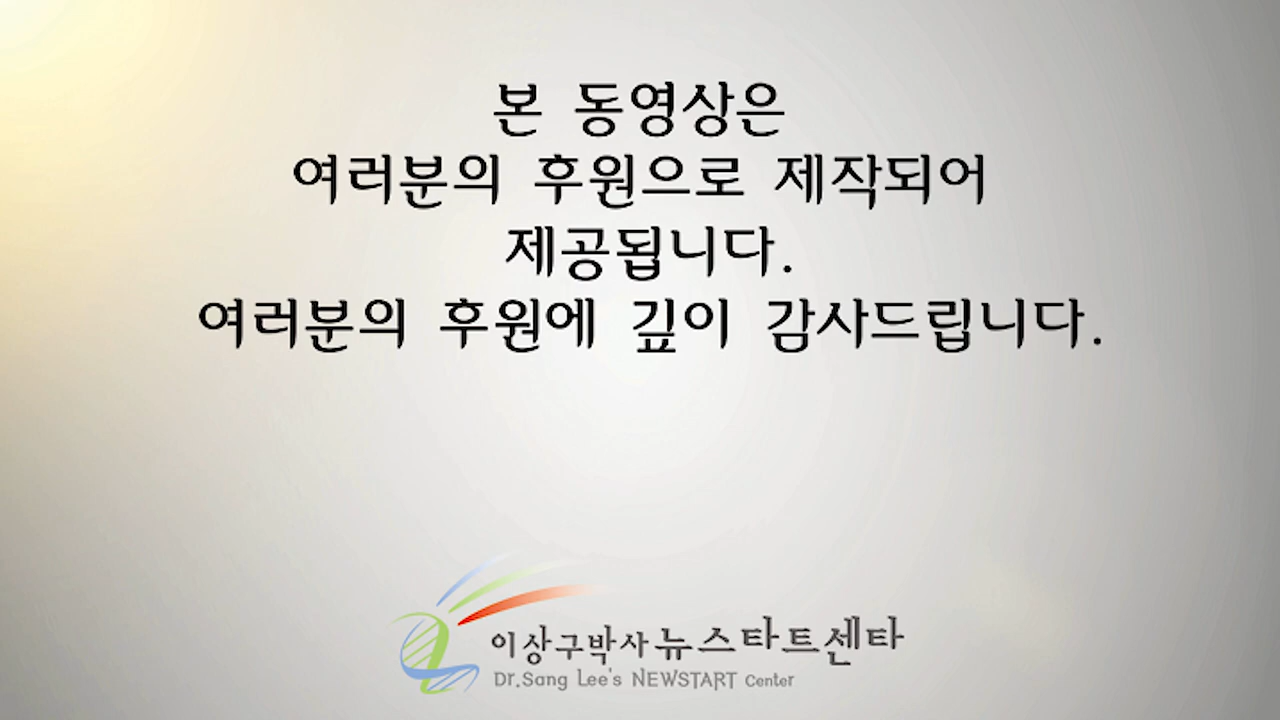 본 동영상은
여러분의 후원으로 제작되어
제공됩니다.
여러분의 후원에 깊이 감사드립니다.
이상구박사 뉴스타트센타
Dr.Sang Lee's NEWSTART Center